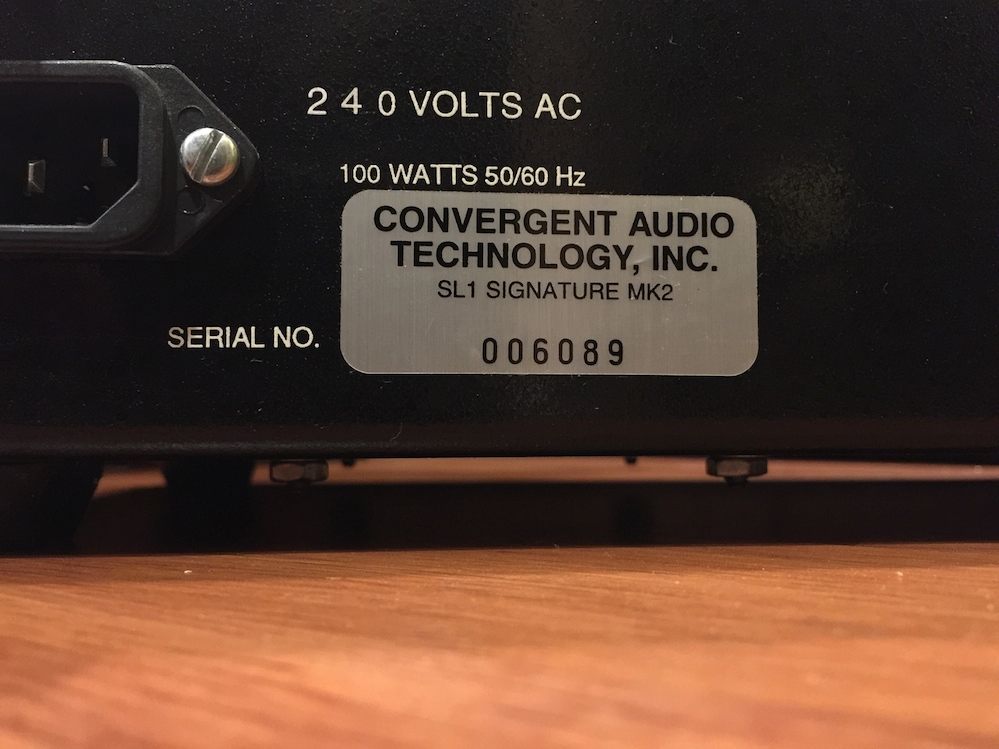 2 4 0 VOLTS AC
100 WATTS 50/60 Hz
CONVERGENT AUDIO
TECHNOLOGY, INC.
SL1 SIGNATURE MK2
SERIAL NO.
006089